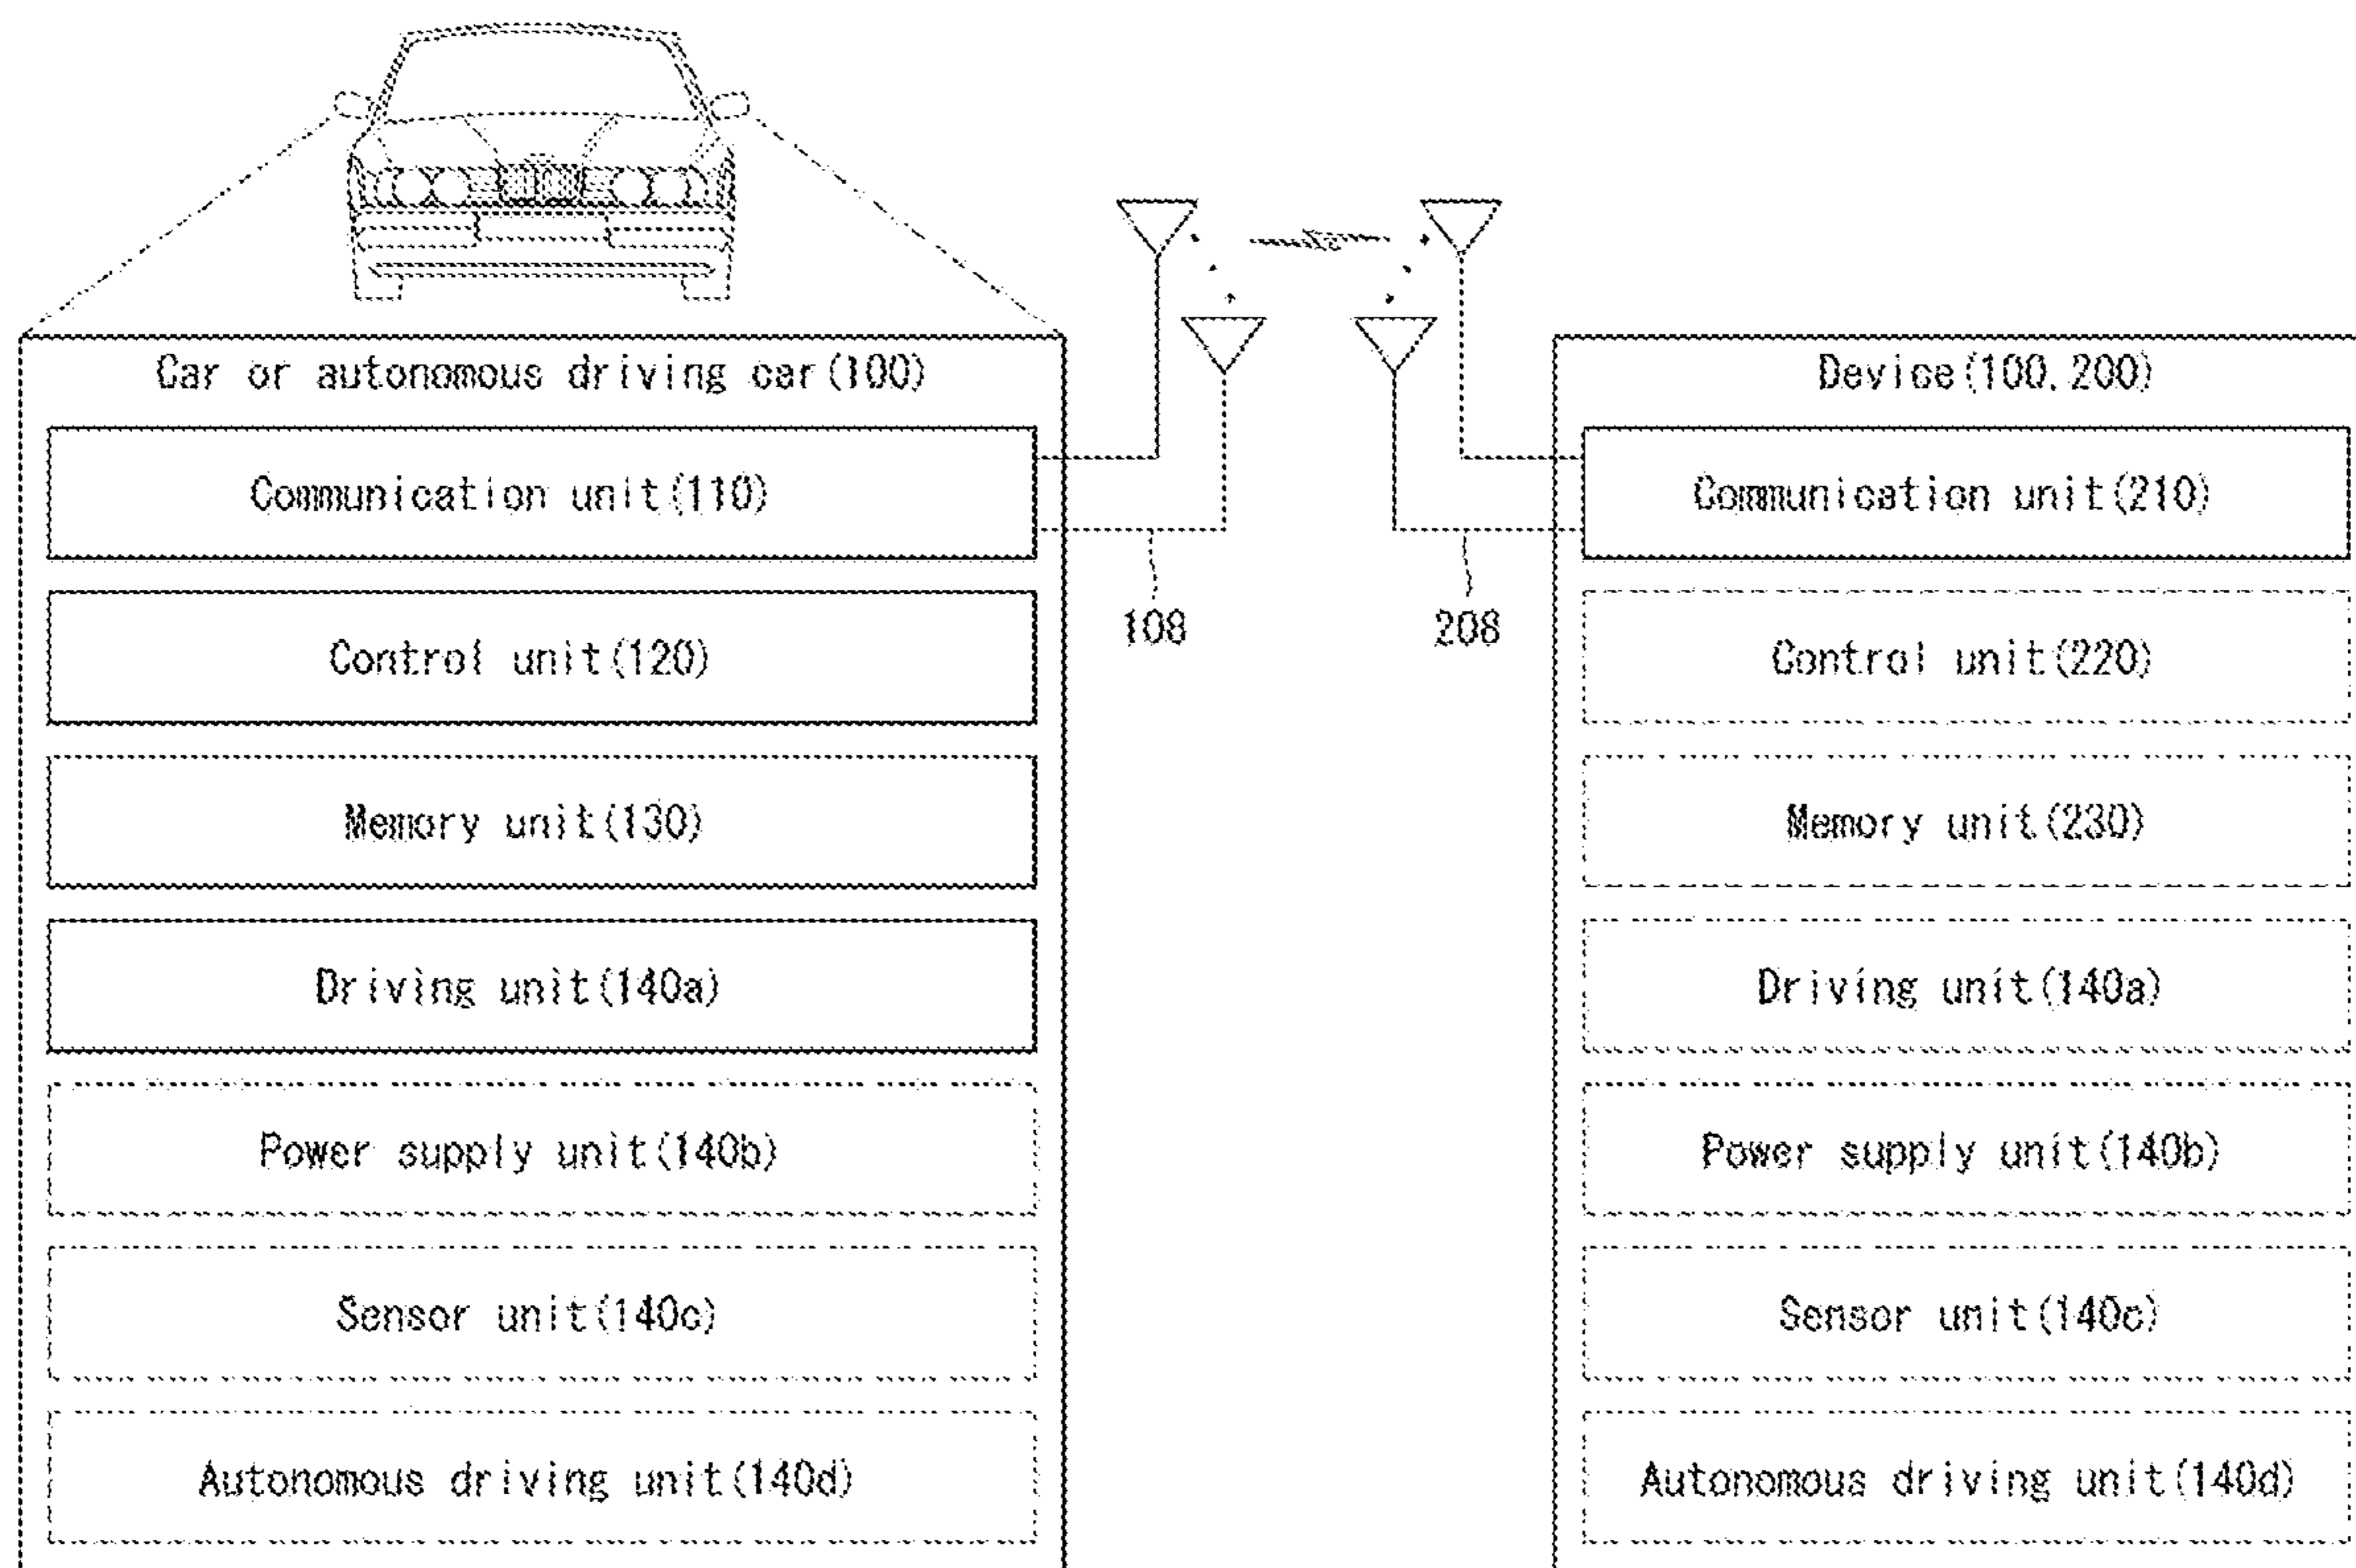 Car or autonomous driving car(100)
Communication unit(110)
Control unit(120)
Memory unit(130)
Driving unit(140a)
Power supply unit(140b)
Sensor unit(140c)
Autonomous driving unit(140d)
108
208
Device(100,200)
Communication unit(210)
Control unit(220)
Memory unit(230)
Driving unit(140a)
Power supply unit(140b)
Sensor unit(140c)
Autonomous driving unit(140d)